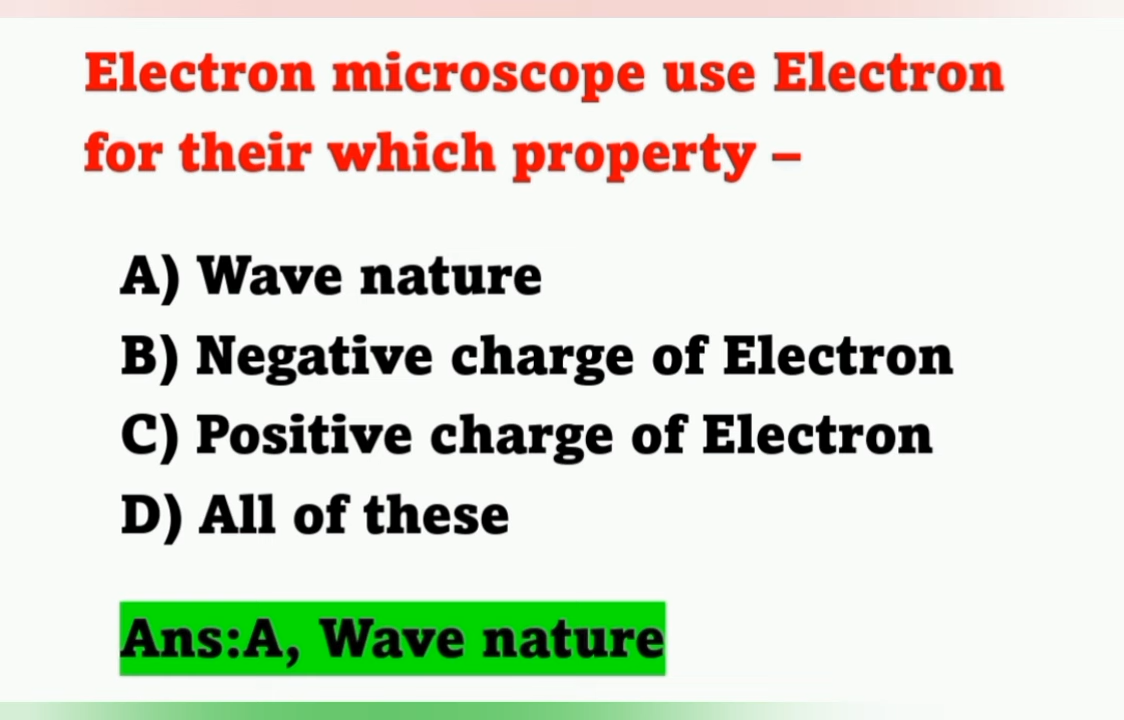 Electron microscope use Electron
for their which property –
A) Wave nature
B) Negative charge of Electron
C) Positive charge of Electron
D) All of these
Ans:A, Wave nature